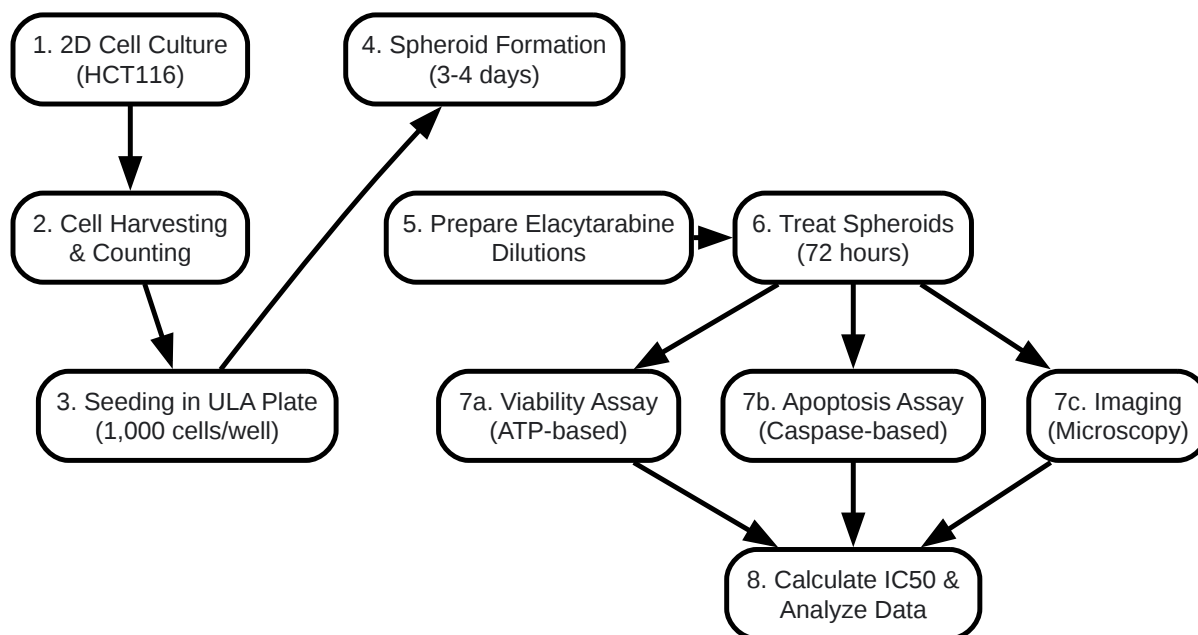 1. 2D Cell Culture
(HCT116)
2. Cell Harvesting
& Counting
3. Seeding in ULA Plate
(1,000 cells/well)
4. Spheroid Formation
(3-4 days)
5. Prepare Elacytarabine
Dilutions
6. Treat Spheroids
(72 hours)
7a. Viability Assay
(ATP-based)
7b. Apoptosis Assay
(Caspase-based)
7c. Imaging
(Microscopy)
8. Calculate IC50 &
Analyze Data